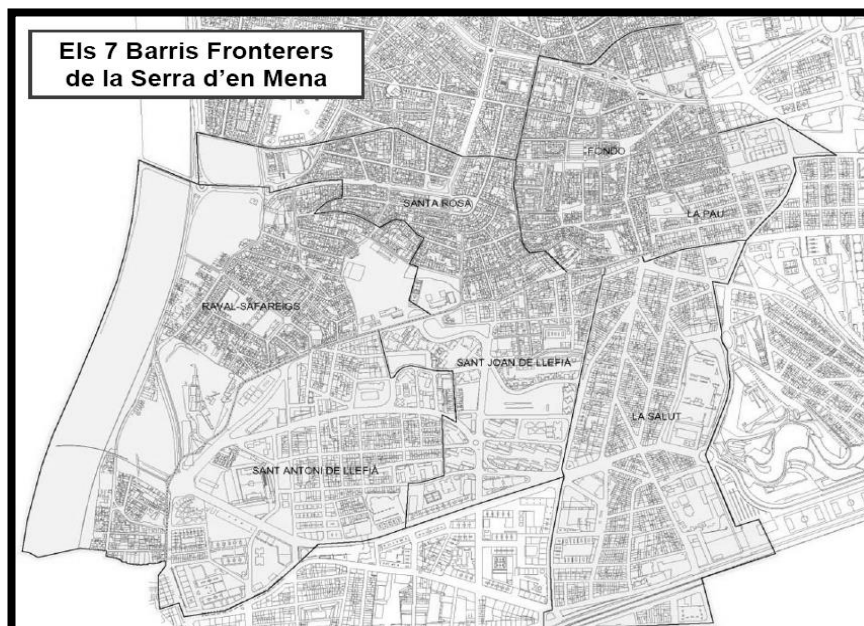 Els 7 Barris Fronterers
de la Serra d'en Mena
FONDO
SANTA ROSA
LA PAU
RAVAL-SAFAREIGS
SANT JOAN DE LLEFIÀ
LA SALUT
SANT ANTONI DE LLEFIÀ